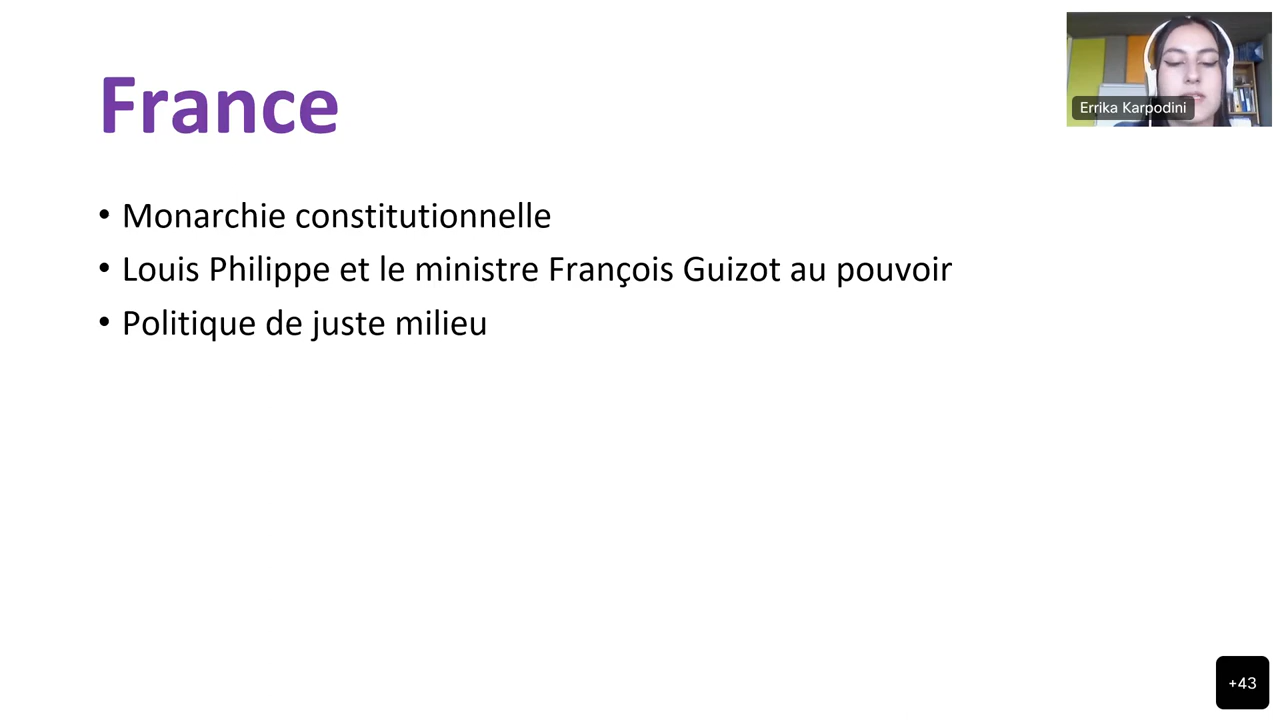 France
Errika Karpodini
• Monarchie constitutionnelle
• Louis Philippe et le ministre François Guizot au pouvoir
• Politique de juste milieu
+43